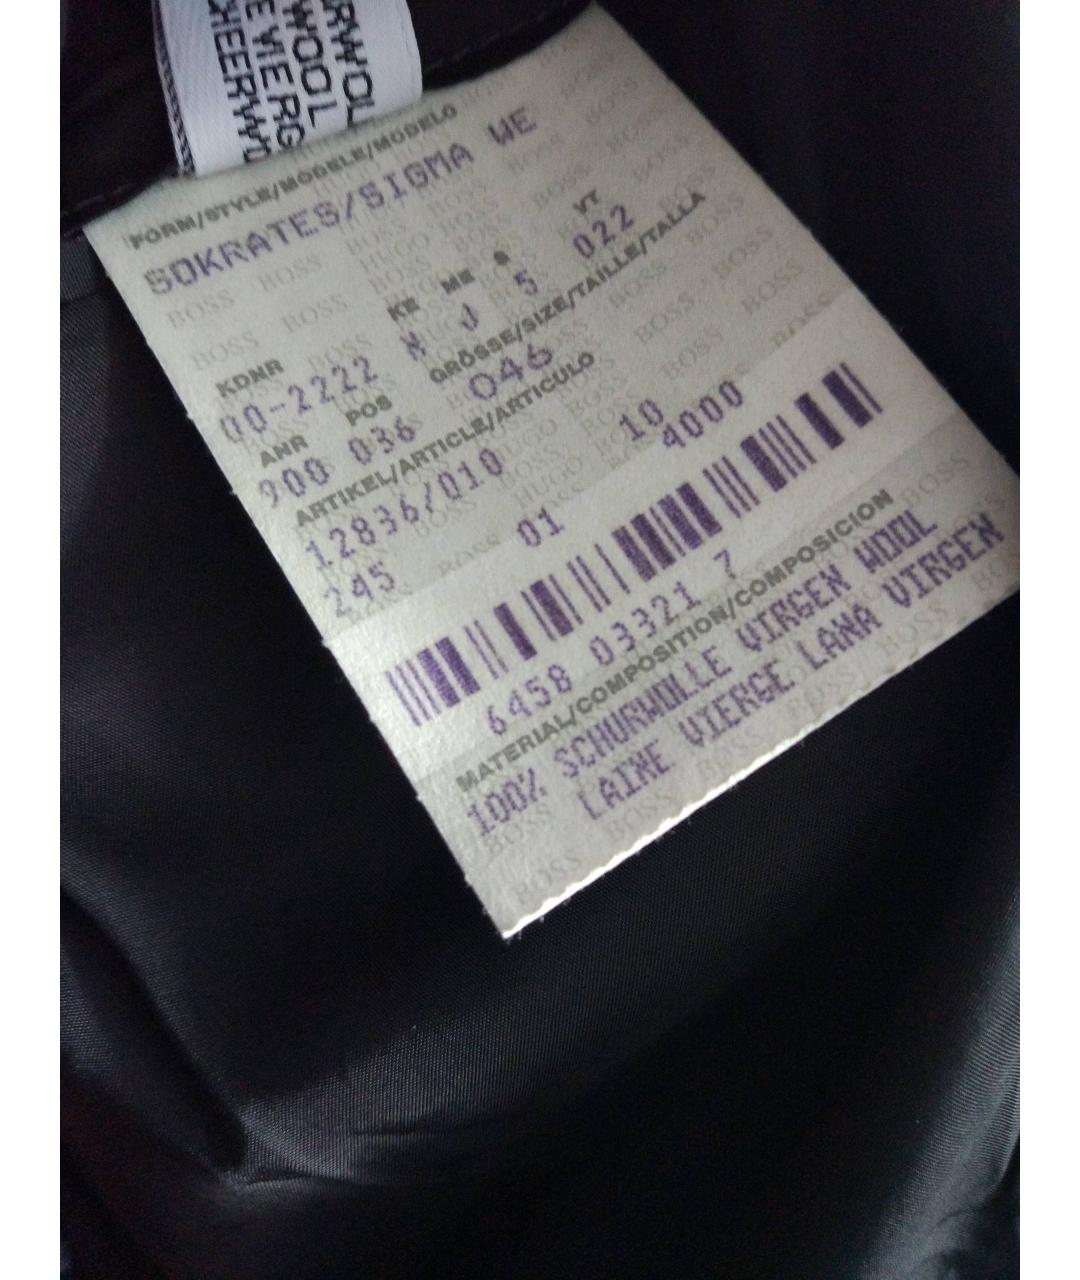 WOOL
FORM/STYLE/MODELE/MODELO
SOKRATES/SIGMA WE
KDNR KE ME G VT
00-2222 N J 5 022
ANR POS GRÖSSE/SIZE/TAILLE/TALLA
900 036 046
ARTIKEL/ARTICLE/ARTICULO
12836/010 10
245 01 4000
6458 03321 7
MATERIAL/COMPOSITION/COMPOSICION
100% SCHURWOLLE VIRGEN WOOL
LAINE VIERGE LANA VIRGEN